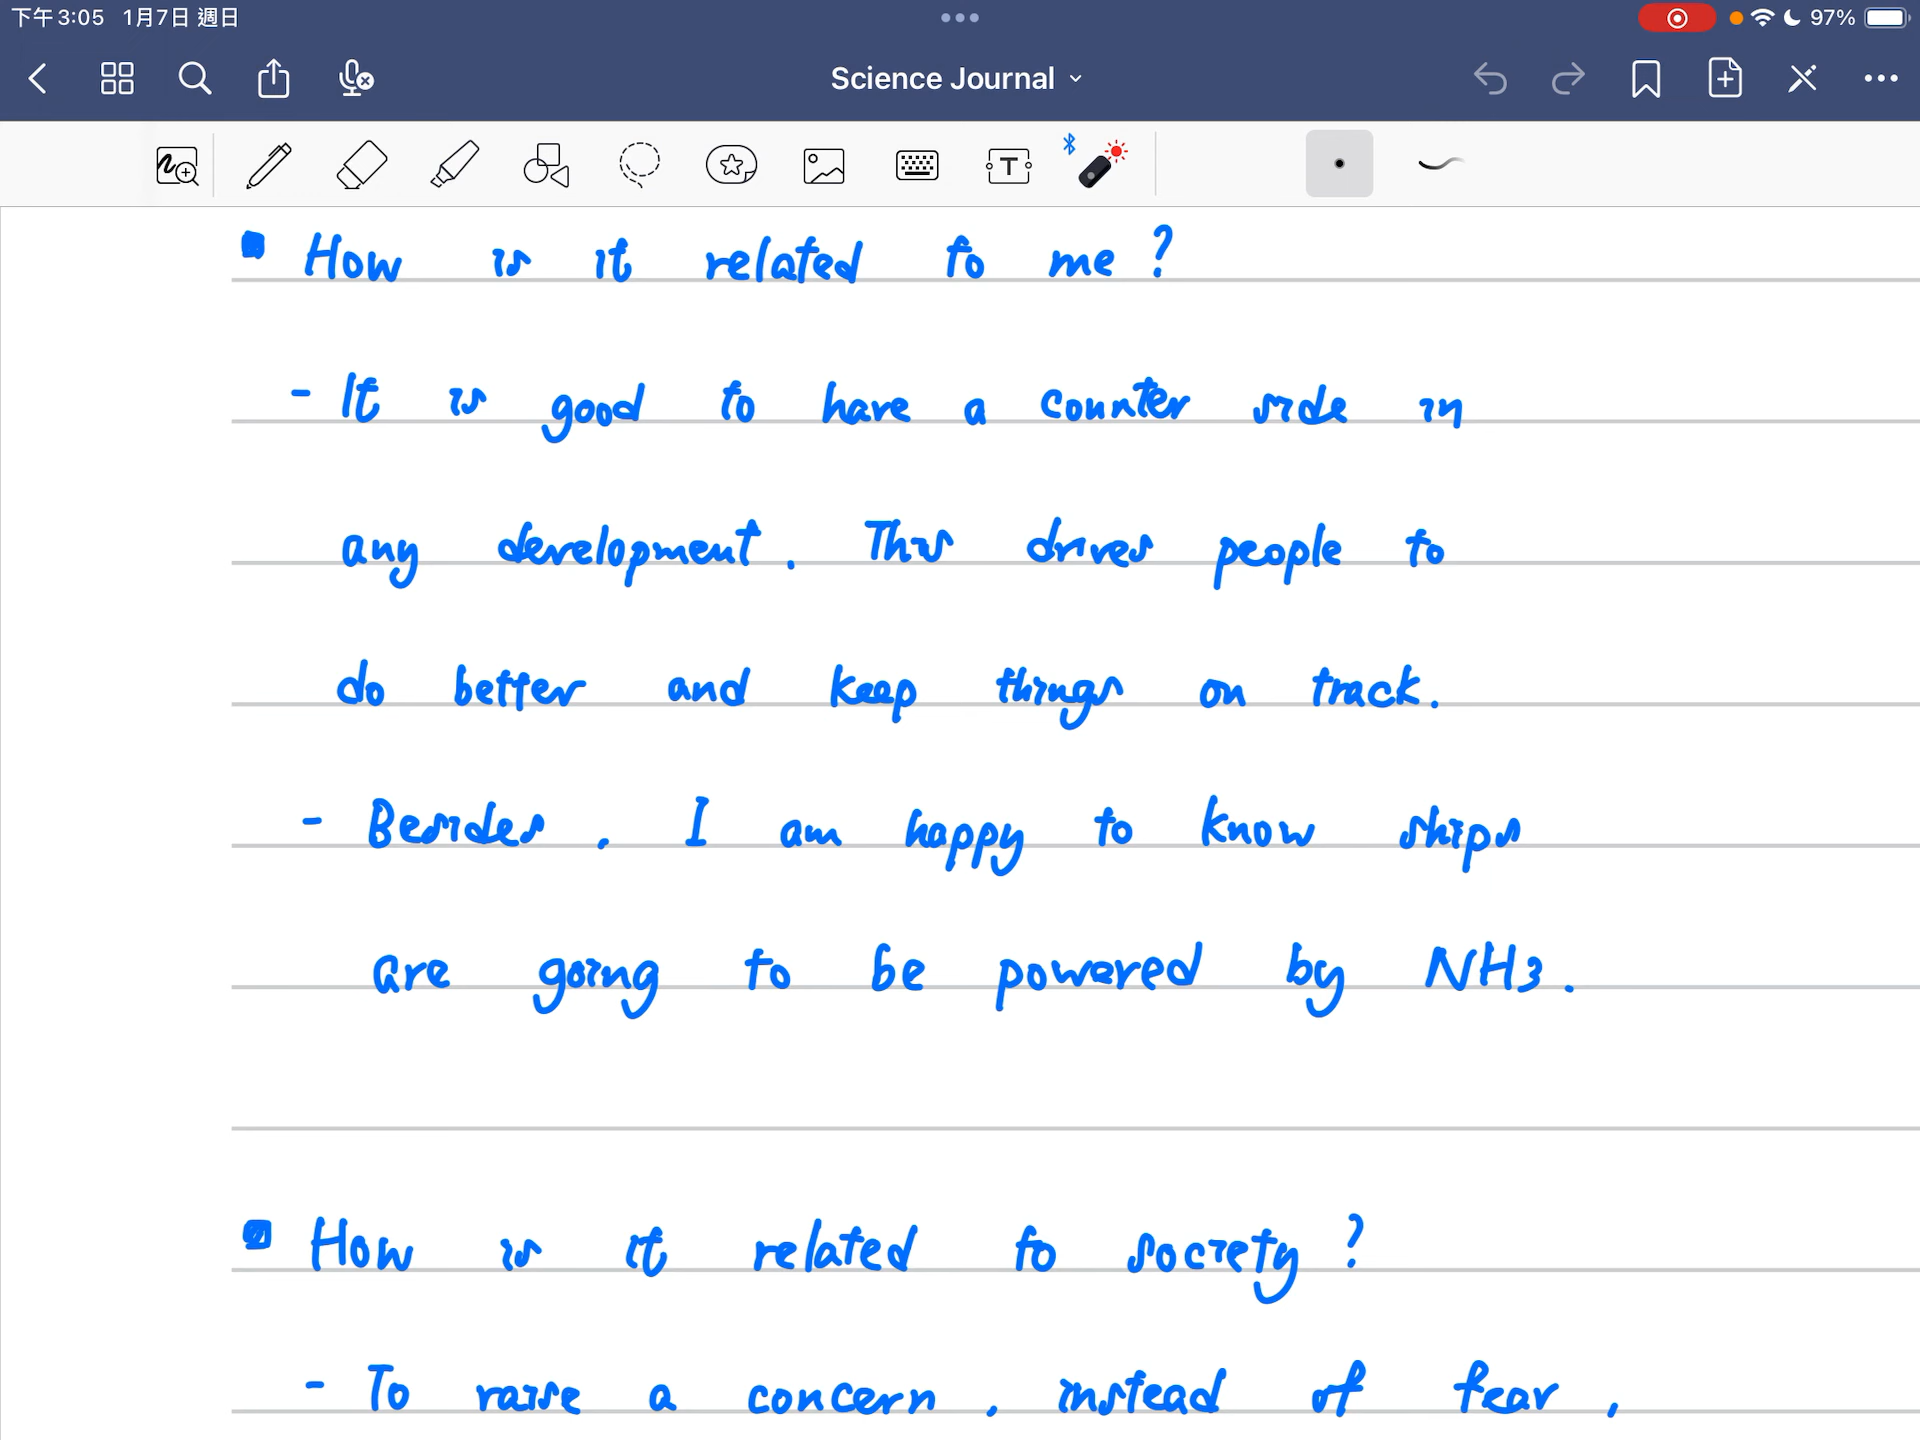 下午3:05 1月7日 週日
97%
Science Journal
T
How is it related to me?
- It is good to have a counter side in
any development. This drives people to
do better and keep things on track.
- Besides, I am happy to know ships
are going to be powered by NH3.
How is it related to society?
- To raise a concern, instead of fear,